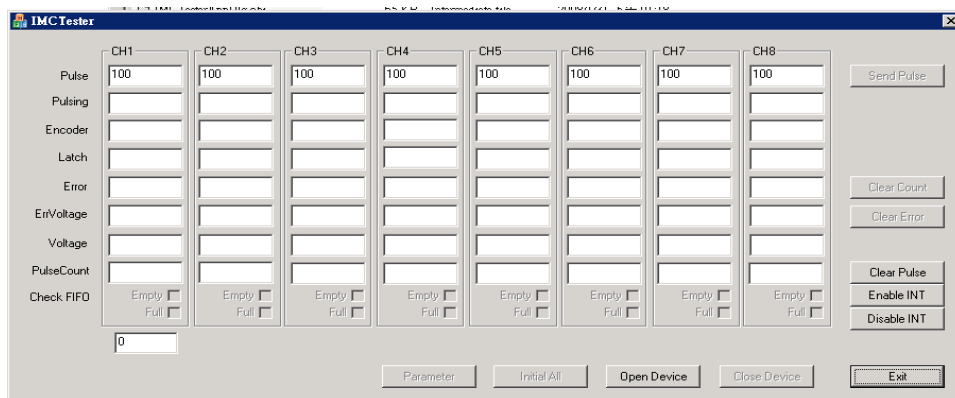 IMC Tester
CH1 CH2 CH3 CH4 CH5 CH6 CH7 CH8
Pulse 100 100 100 100 100 100 100 100 Send Pulse
Pulsing
Encoder
Latch
Error Clear Count
ErrVoltage Clear Error
Voltage
PulseCount Clear Pulse
Check FIFO Empty Empty Empty Empty Empty Empty Empty Empty Enable INT
Full Full Full Full Full Full Full Full Disable INT
0
Parameter Initial All Open Device Close Device Exit